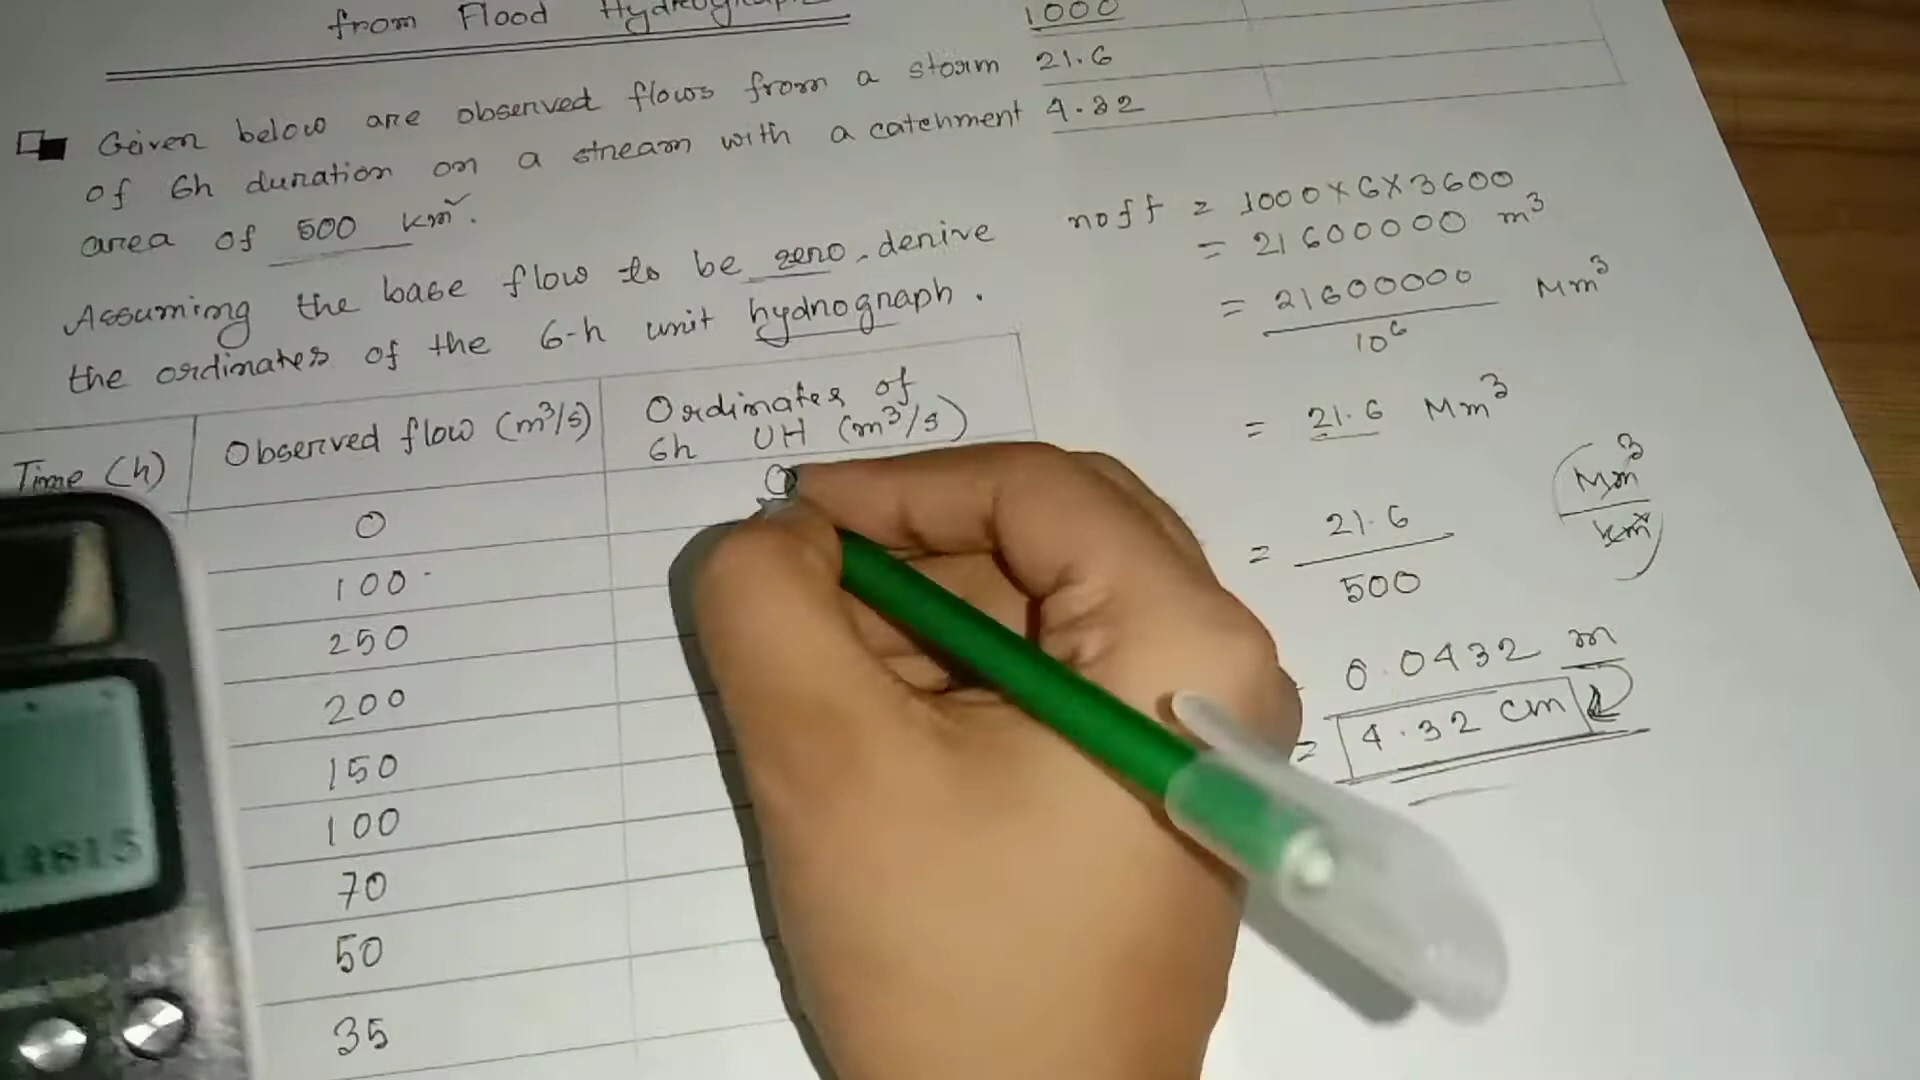 from Flood
1000
21.6
4.32
Given below are observed flows from a storm
of 6h duration on a stream with a catchment
area of 500 km².
Assuming the base flow to be zero, derive
the ordinates of the 6-h unit hydrograph.
Time (h)
Observed flow (m³/s)
Ordinates of
6h UH (m³/s)
0
0
100
250
200
150
100
70
50
35
noff = 1000×6×3600
= 21600000 m³
= 21600000 Mm³
10⁶
= 21.6 Mm³
= 21.6
500
Mm³
km²
0.0432 m
= 4.32 cm